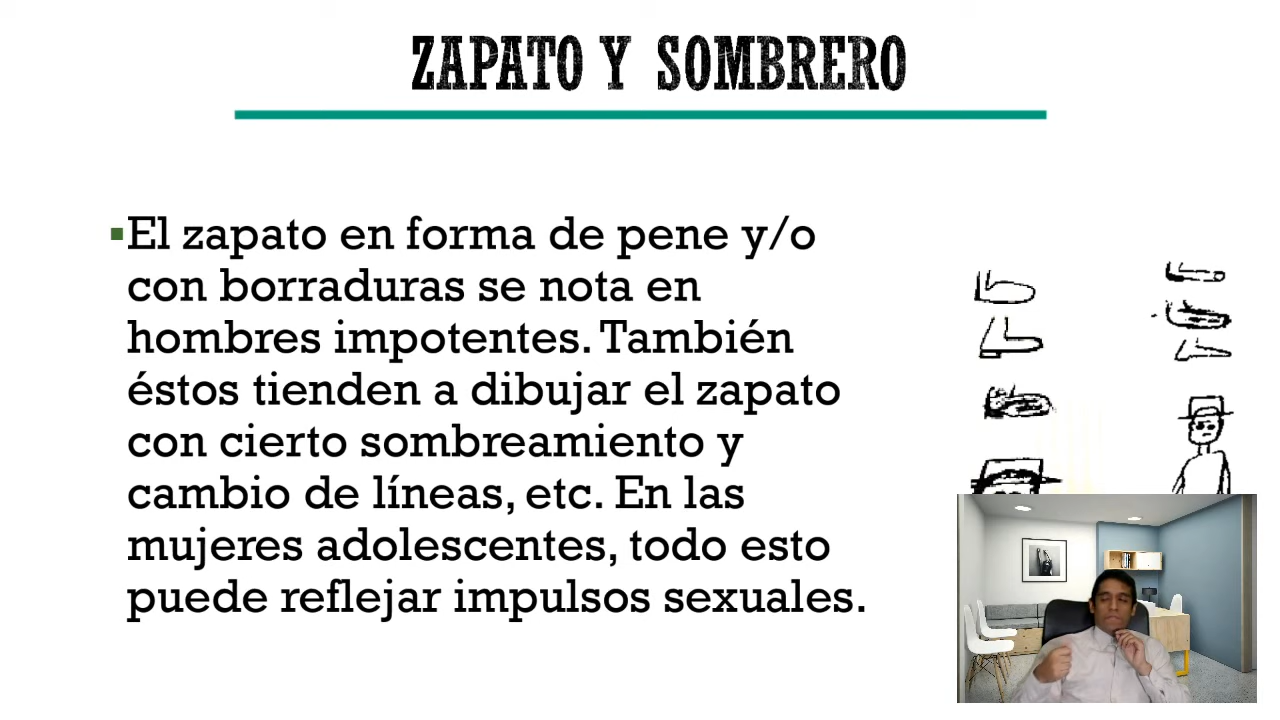 ZAPATO Y SOMBRERO
▪El zapato en forma de pene y/o
con borraduras se nota en
hombres impotentes. También
éstos tienden a dibujar el zapato
con cierto sombreamiento y
cambio de líneas, etc. En las
mujeres adolescentes, todo esto
puede reflejar impulsos sexuales.